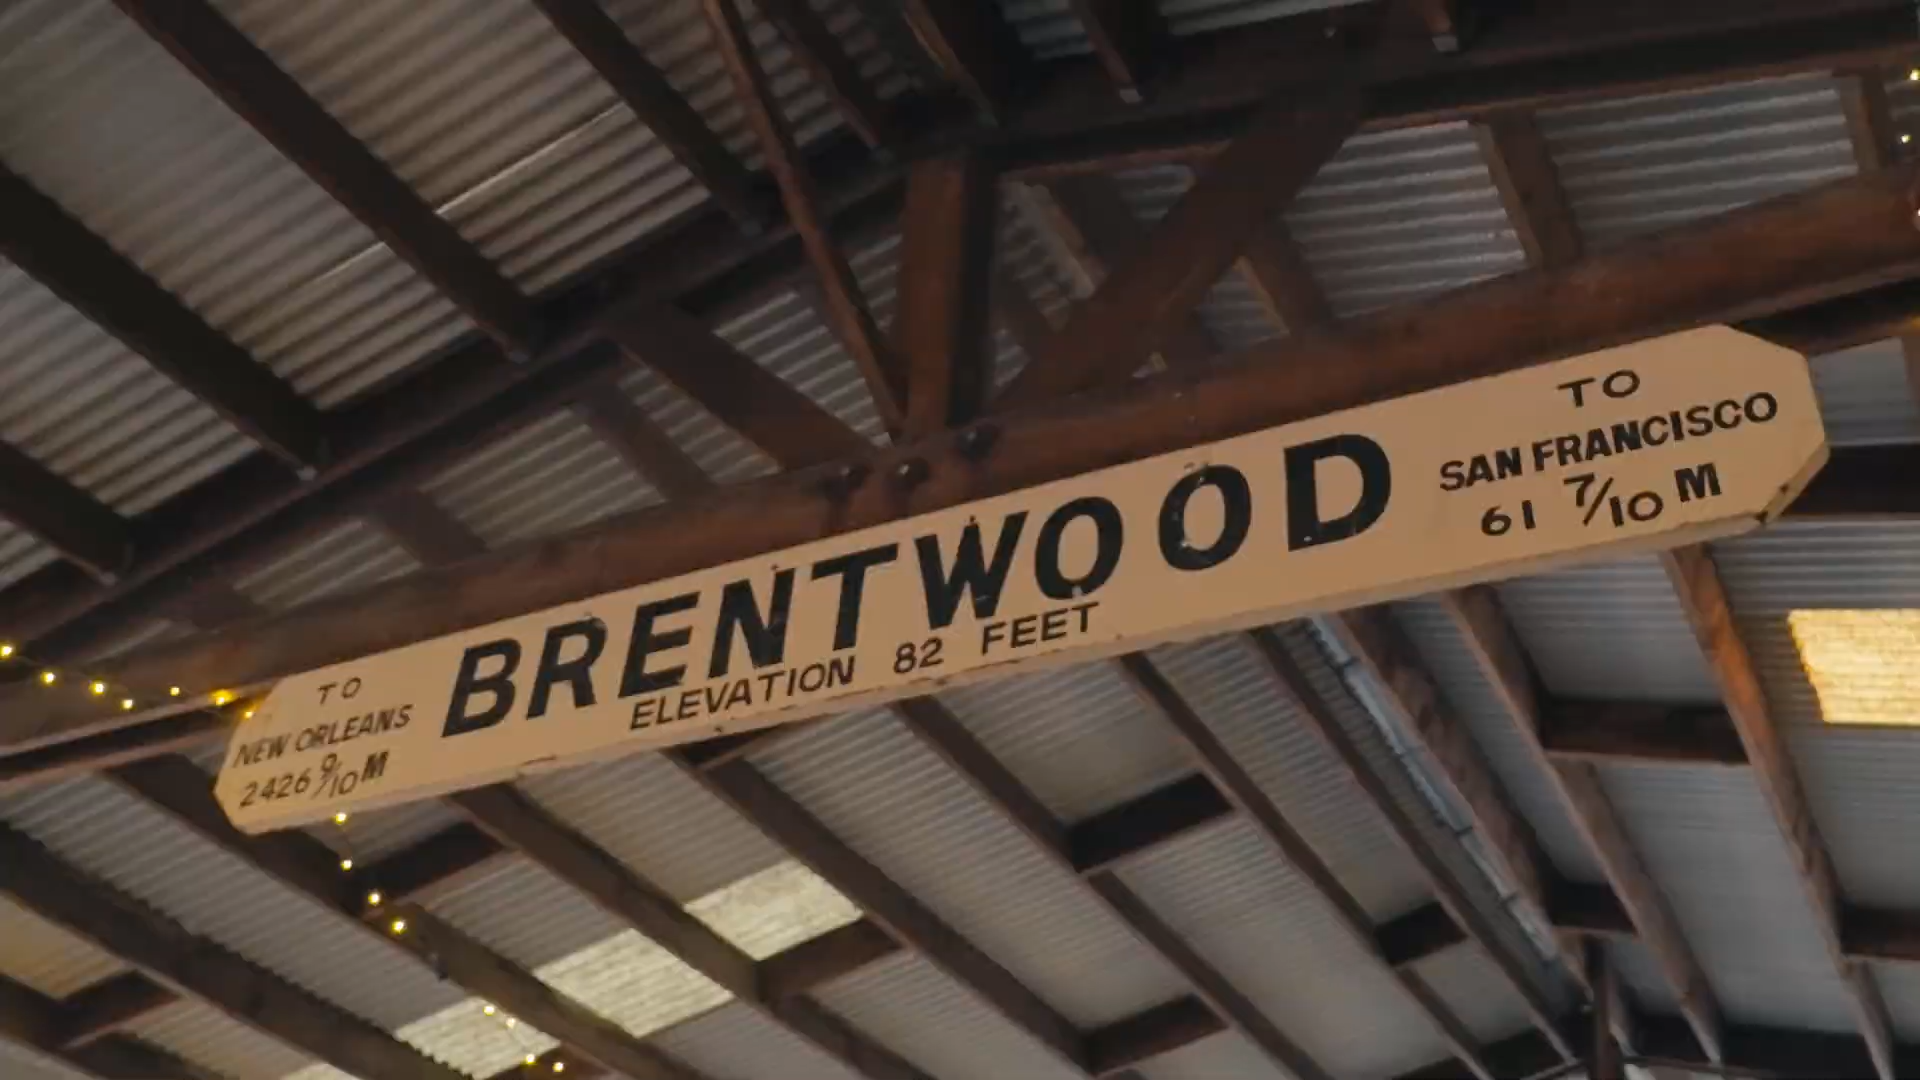 TO
NEW ORLEANS
2426 9/10 M
BRENTWOOD
ELEVATION 82 FEET
TO
SAN FRANCISCO
61 7/10 M